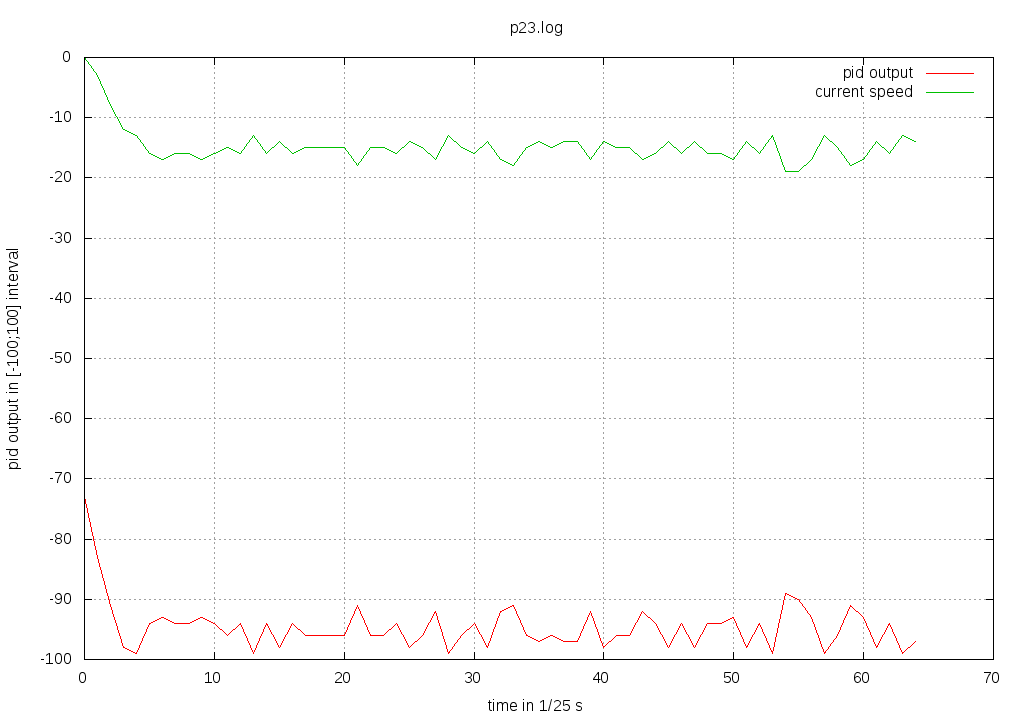 p23.log
pid output
current speed
0
-10
-20
-30
-40
-50
-60
-70
-80
-90
-100
pid output in [-100;100] interval
0 10 20 30 40 50 60 70
time in 1/25 s